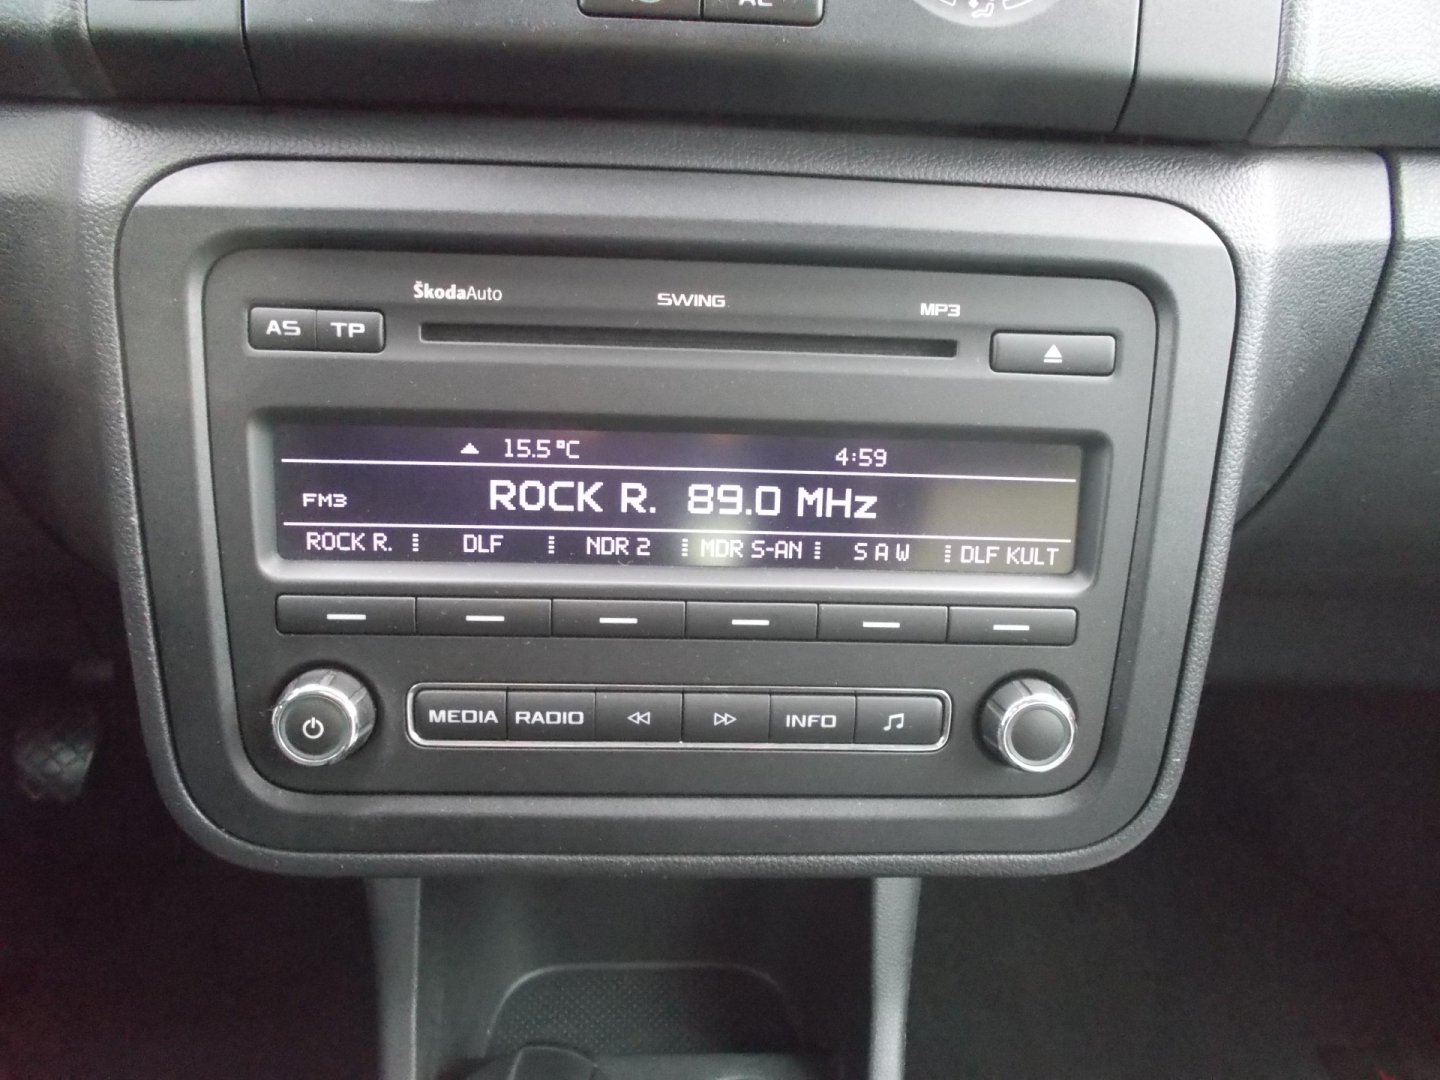 ŠkodaAuto SWING MP3
AS TP
15.5°C 4:59
FM3 ROCK R. 89.0 MHz
ROCK R. DLF NDR 2 MDR S-AN S A W DLF KULT
MEDIA RADIO INFO